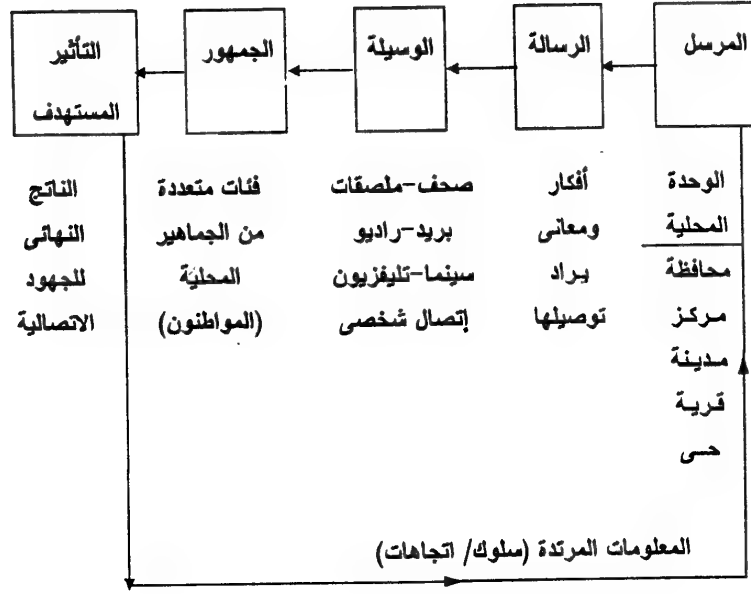 المرسل
الرسالة
الوسيلة
الجمهور
التأثير
المستهدف
الوحدة
المحلية
محافظة
مركز
مدينة
قرية
حى
أفكار
ومعانى
يراد
توصيلها
صحف-ملصقات
بريد-راديو
سينما-تليفزيون
إتصال شخصى
فئات متعددة
من الجماهير
المحلية
(المواطنون)
الناتج
النهائى
للجهود
الاتصالية
المعلومات المرتدة (سلوك/ اتجاهات)